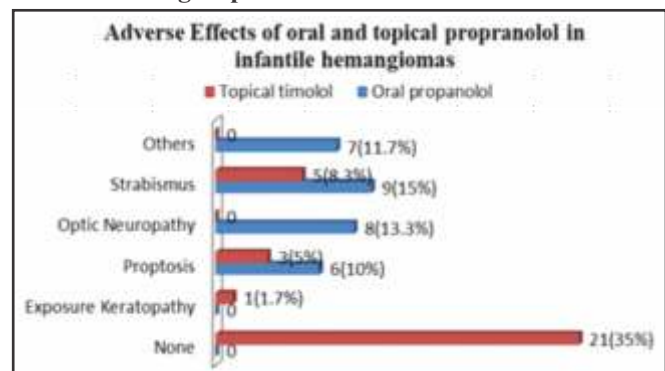 Adverse Effects of oral and topical propranolol in
infantile hemangiomas
Topical timolol Oral propanolol
Others 0
7(11.7%)
Strabismus 5(8.3%)
9(15%)
Optic Neuropathy 0
8(13.3%)
Proptosis 3(5%)
6(10%)
Exposure Keratopathy 1(1.7%)
0
None 21(35%)
0